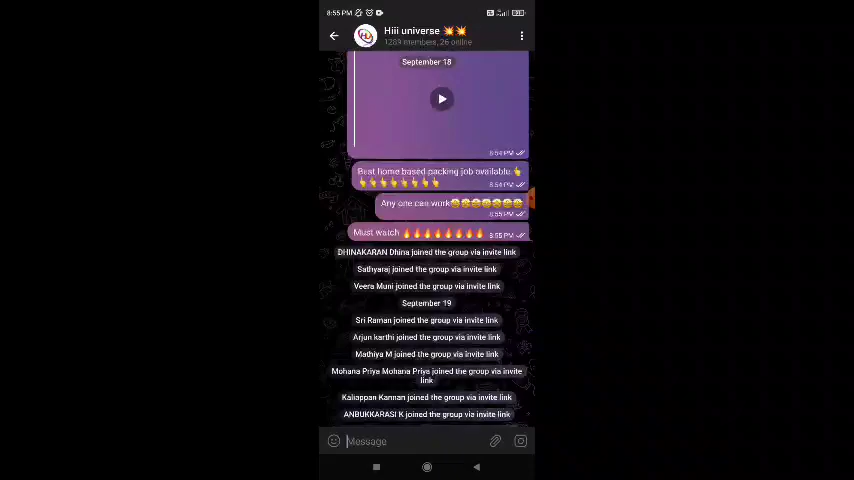 8:55 PM
Hiii universe 💥💥
1289 members, 26 online
September 18
8:54 PM
Best home based packing job available 👆
👆👆👆👆👆👆👆 8:54 PM
Any one can work🤩🤩🤩🤩🤩🤩🤩
8:55 PM
Must watch 🔥🔥🔥🔥🔥🔥🔥🔥 8:55 PM
DHINAKARAN Dhina joined the group via invite link
Sathyaraj joined the group via invite link
Veera Muni joined the group via invite link
September 19
Sri Raman joined the group via invite link
Arjun karthi joined the group via invite link
Mathiya M joined the group via invite link
Mohana Priya Mohana Priya joined the group via invite
link
Kaliappan Kannan joined the group via invite link
ANBUKKARASI K joined the group via invite link
Message